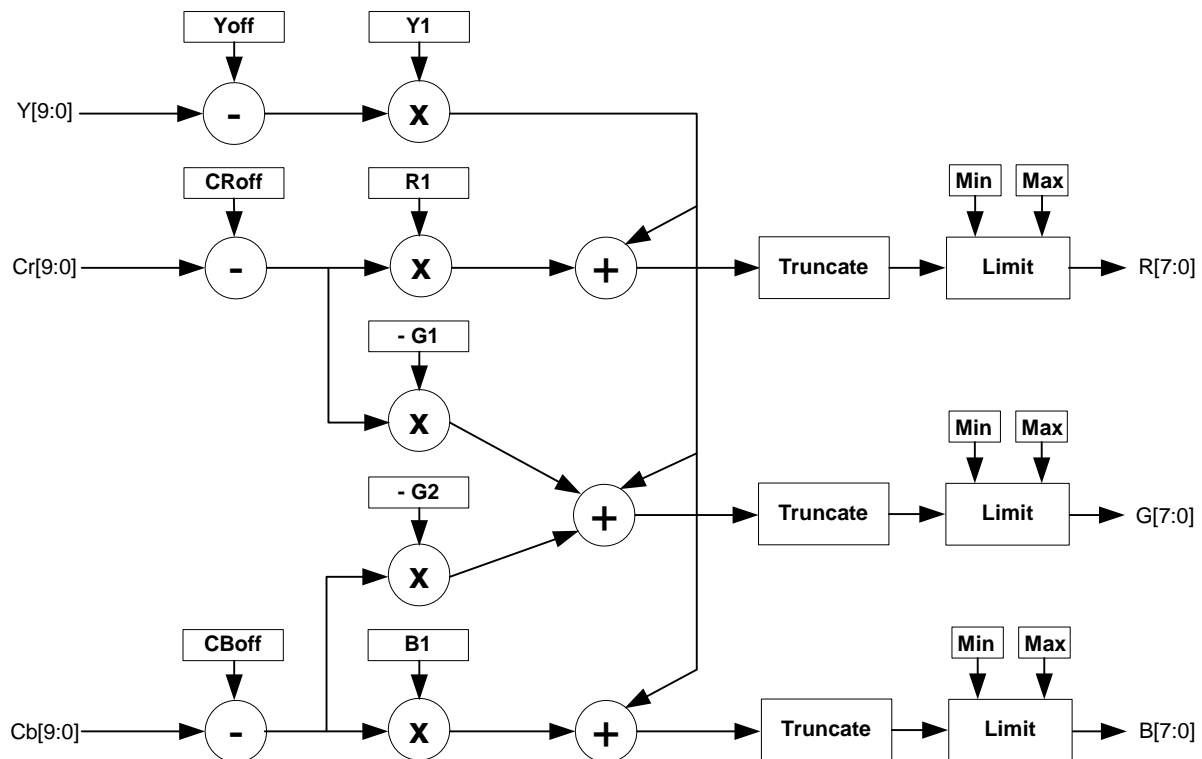 Yoff
Y1
Y[9:0]
-
X
CRoff
R1
Min
Max
Cr[9:0]
-
X
+
Truncate
Limit
R[7:0]
- G1
X
Min
Max
- G2
+
Truncate
Limit
G[7:0]
X
CBoff
B1
Min
Max
Cb[9:0]
-
X
+
Truncate
Limit
B[7:0]